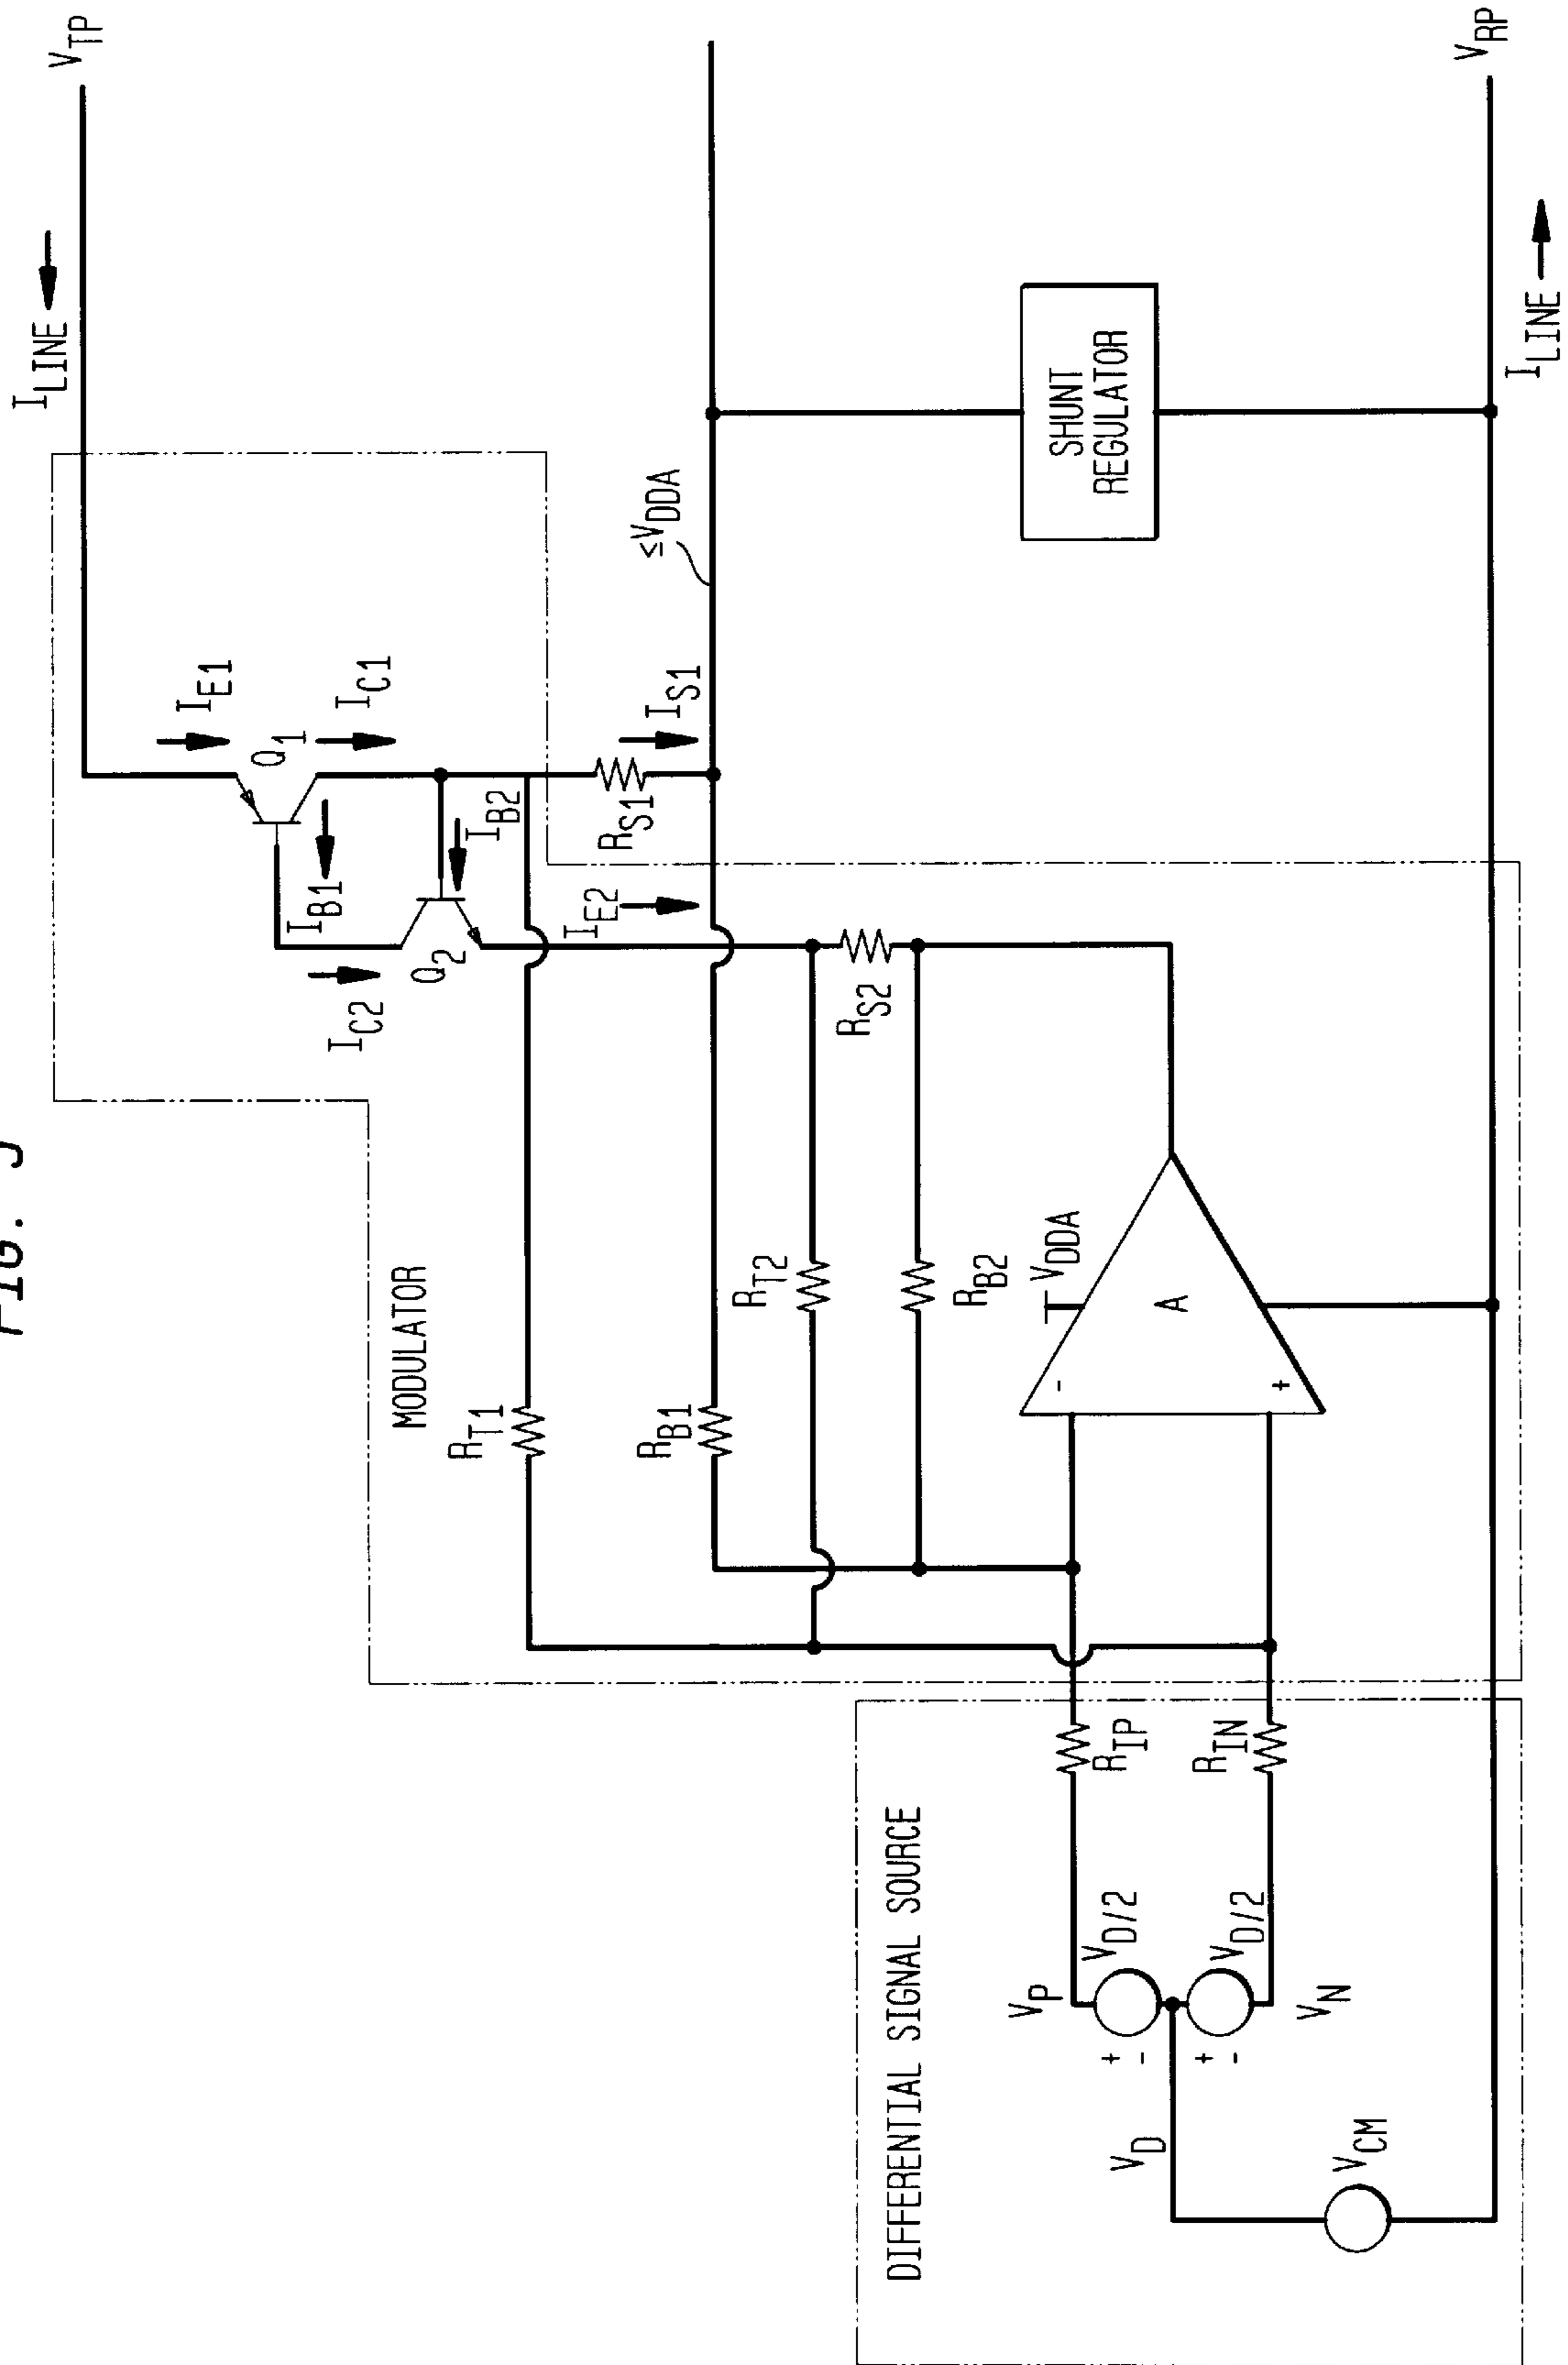 FIG.
I_LINE
V_TP
I_E1
Q_1
I_B1
I_C2
I_C1
MODULATOR
Q_2
I_B2
R_T1
I_E2
R_S1
I_S1
≤V_DDA
R_B1
R_T2
R_S2
DIFFERENTIAL SIGNAL SOURCE
R_B2
V_P
V_D/2
R_IP
-
V_DDA
SHUNT
REGULATOR
+
-
V_D
A
+
-
V_D/2
R_IN
+
V_N
V_CM
V_RP
I_LINE